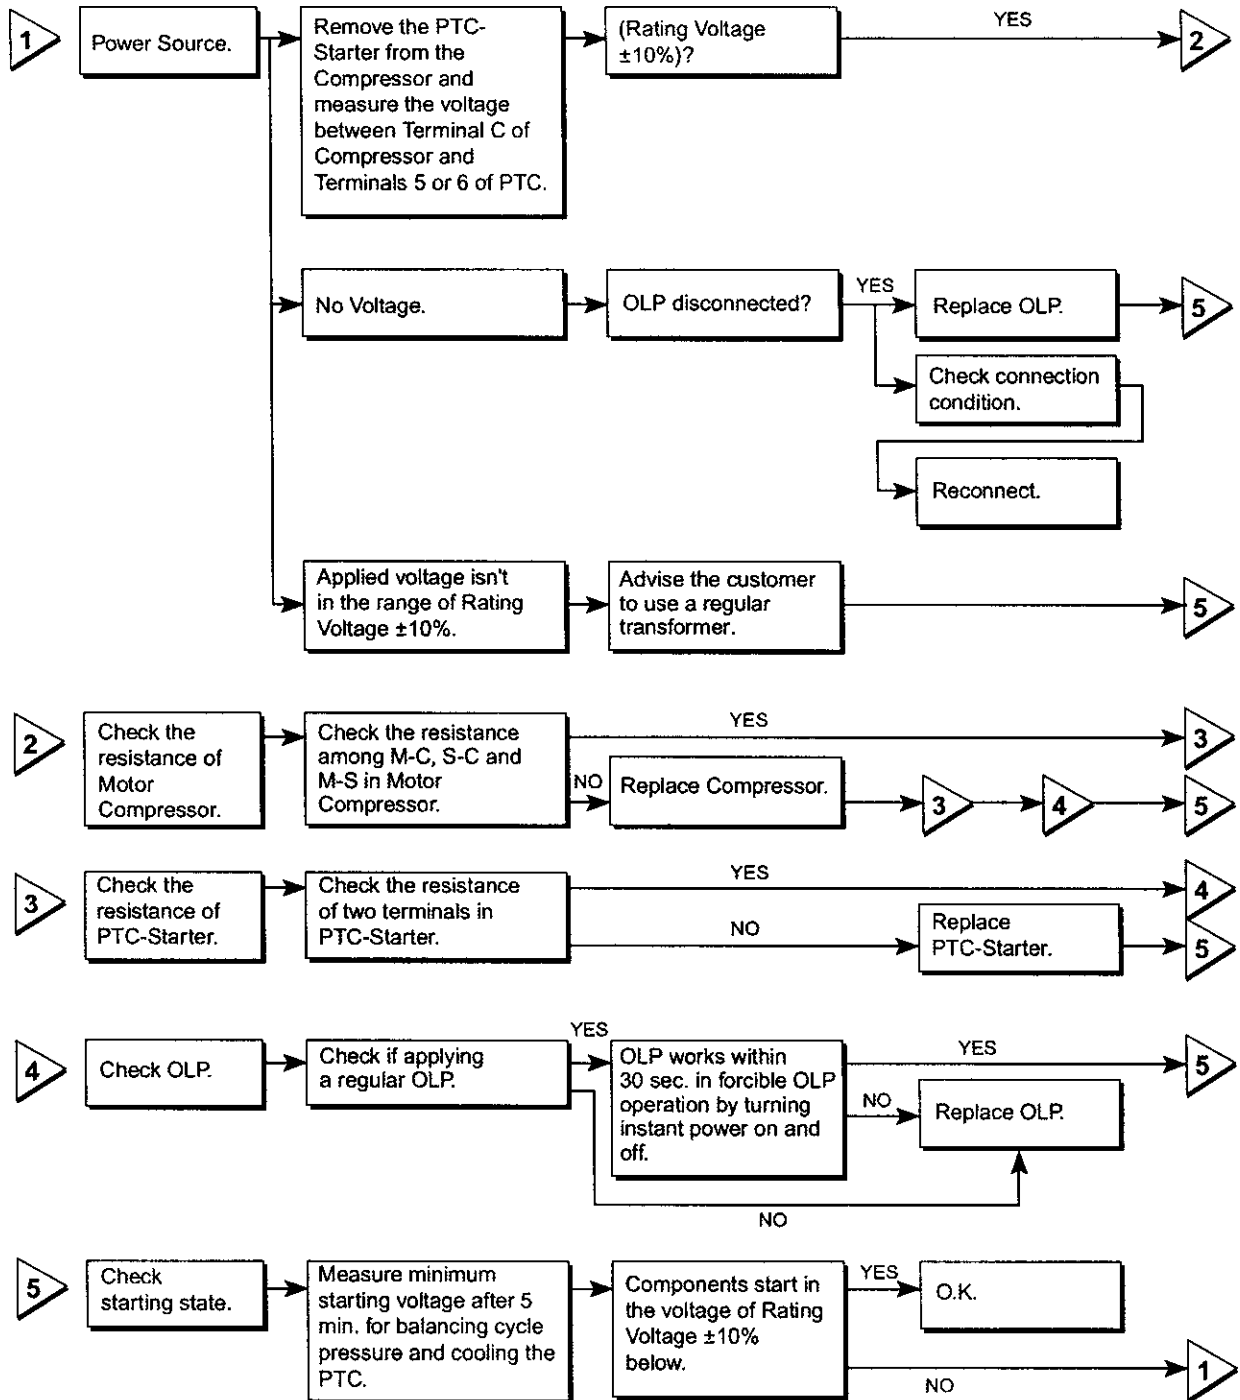 1
Power Source.
Remove the PTC-
Starter from the
Compressor and
measure the voltage
between Terminal C of
Compressor and
Terminals 5 or 6 of PTC.
(Rating Voltage
±10%)?
YES
2
No Voltage.
OLP disconnected?
YES
Replace OLP.
5
Check connection
condition.
Reconnect.
Applied voltage isn't
in the range of Rating
Voltage ±10%.
Advise the customer
to use a regular
transformer.
5
2
Check the
resistance of
Motor
Compressor.
Check the resistance
among M-C, S-C and
M-S in Motor
Compressor.
YES
3
NO
Replace Compressor.
3
4
5
3
Check the
resistance of
PTC-Starter.
Check the resistance
of two terminals in
PTC-Starter.
YES
4
NO
Replace
PTC-Starter.
5
4
Check OLP.
Check if applying
a regular OLP.
YES
OLP works within
30 sec. in forcible OLP
operation by turning
instant power on and
off.
YES
5
NO
Replace OLP.
NO
5
Check
starting state.
Measure minimum
starting voltage after 5
min. for balancing cycle
pressure and cooling the
PTC.
Components start in
the voltage of Rating
Voltage ±10%
below.
YES
O.K.
NO
1